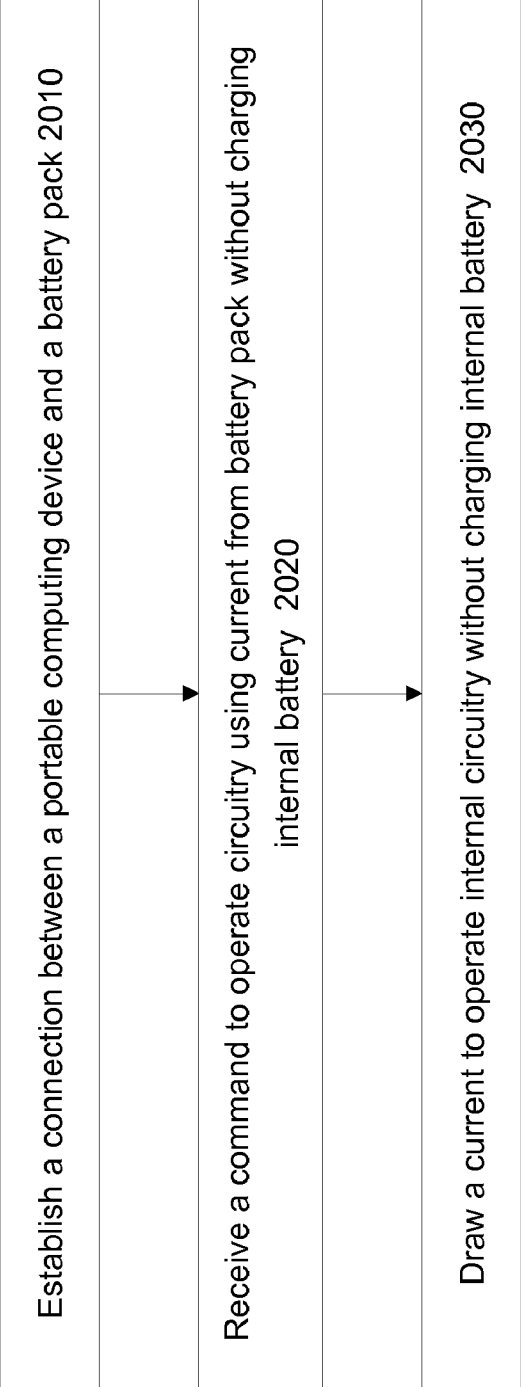 Establish a connection between a portable computing device and a battery pack 2010
Receive a command to operate circuitry using current from battery pack without charging
internal battery 2020
Draw a current to operate internal circuitry without charging internal battery 2030